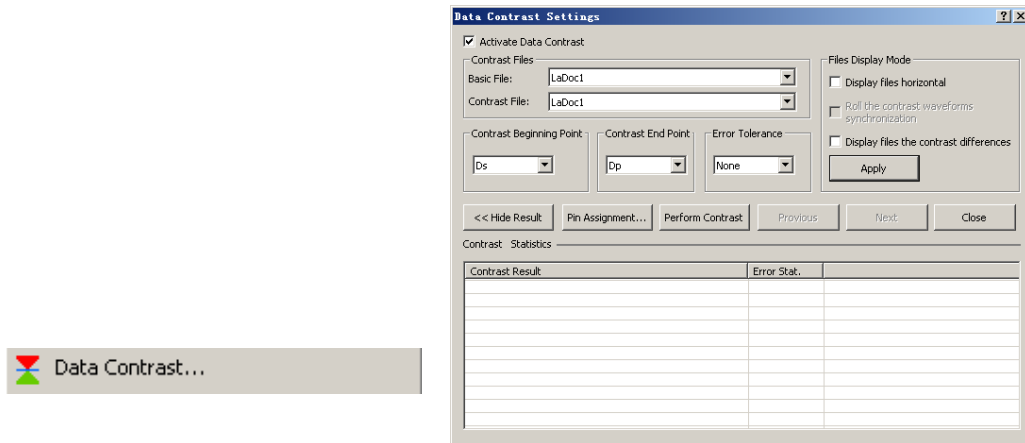 Data Contrast Settings
Activate Data Contrast
Contrast Files
Basic File: LaDoc1
Contrast File: LaDoc1
Files Display Mode
Display files horizontal
Roll the contrast waveforms
synchronization
Display files the contrast differences
Apply
Contrast Beginning Point
Ds
Contrast End Point
Dp
Error Tolerance
None
<< Hide Result
Pin Assignment...
Perform Contrast
Provious
Next
Close
Contrast Statistics
Contrast Result
Error Stat.
Data Contrast...